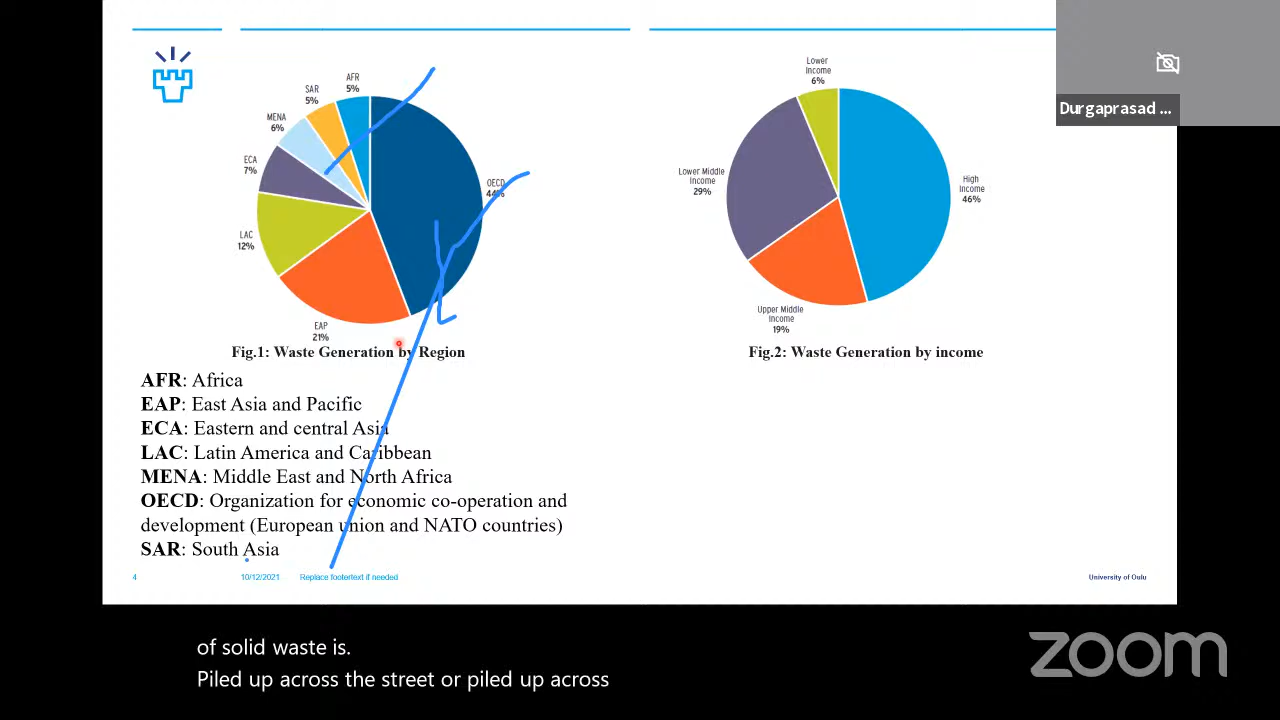 AFR
5%
SAR
5%
MENA
6%
ECA
7%
LAC
12%
EAP
21%
OECD
44%
Fig.1: Waste Generation by Region
Lower
Income
6%
Lower Middle
Income
29%
High
Income
46%
Upper Middle
Income
19%
Fig.2: Waste Generation by income
Durgaprasad ...
AFR: Africa
EAP: East Asia and Pacific
ECA: Eastern and central Asia
LAC: Latin America and Caribbean
MENA: Middle East and North Africa
OECD: Organization for economic co-operation and
development (European union and NATO countries)
SAR: South Asia
4 10/12/2021 Replace footertext if needed University of Oulu
of solid waste is.
Piled up across the street or piled up across
zoom